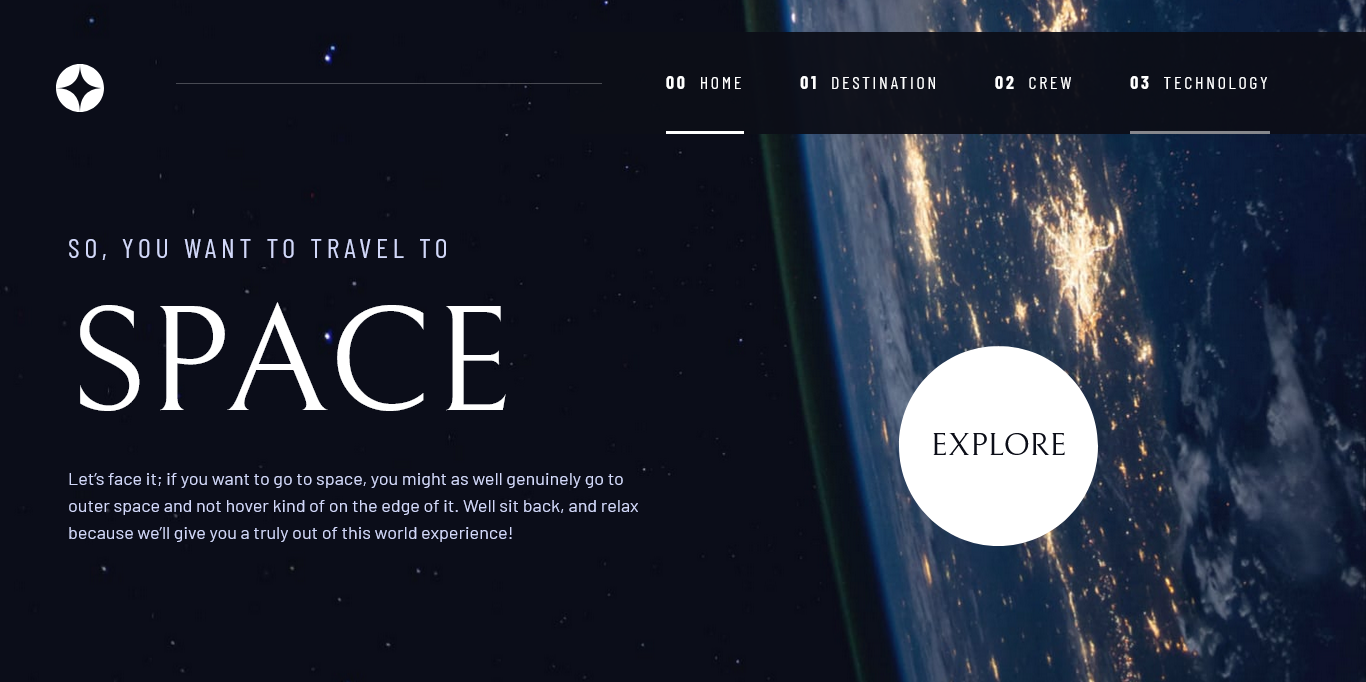 00 HOME 01 DESTINATION 02 CREW 03 TECHNOLOGY
SO, YOU WANT TO TRAVEL TO
SPACE
Let’s face it; if you want to go to space, you might as well genuinely go to
outer space and not hover kind of on the edge of it. Well sit back, and relax
because we’ll give you a truly out of this world experience!
EXPLORE